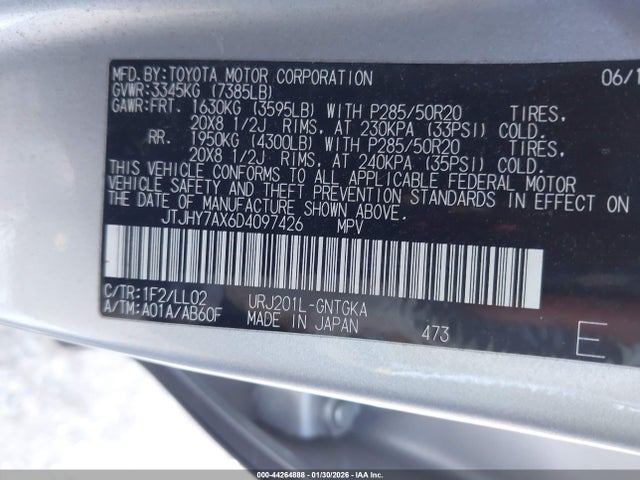 MFD. BY: TOYOTA MOTOR CORPORATION 06/1
GVWR: 3345KG (7385LB)
GAWR: FRT. 1630KG (3595LB) WITH P285/50R20 TIRES,
20X8 1/2J RIMS, AT 230KPA (33PSI) COLD.
RR. 1950KG (4300LB) WITH P285/50R20 TIRES,
20X8 1/2J RIMS, AT 240KPA (35PSI) COLD.
THIS VEHICLE CONFORMS TO ALL APPLICABLE FEDERAL MOTOR
VEHICLE SAFETY AND THEFT PREVENTION STANDARDS IN EFFECT ON
THE DATE OF MANUFACTURE SHOWN ABOVE.
JTJHY7AX6D4097426 MPV
C/TR: 1F2/LL02 URJ201L-GNTGKA
A/TM: A01A/AB60F MADE IN JAPAN 473 E
000-44264888 | 01/30/2026 - IAA Inc.